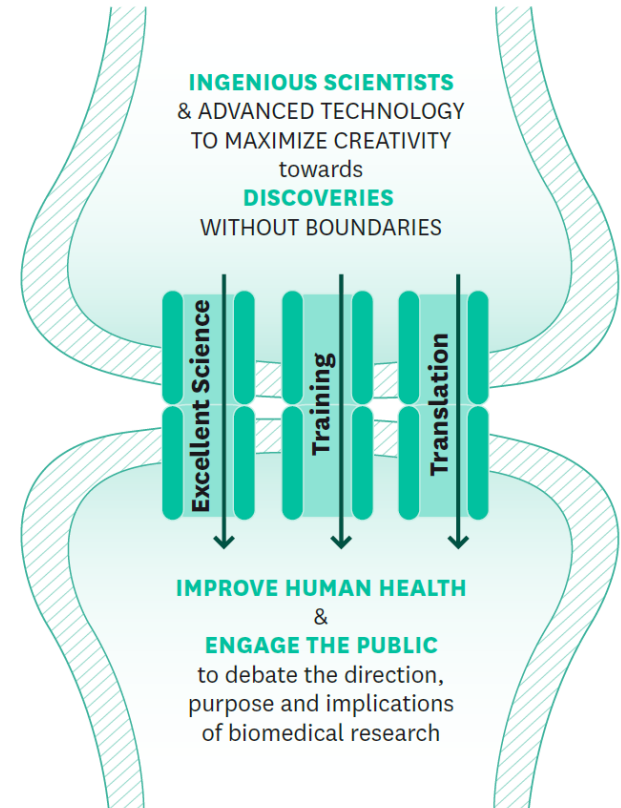 INGENIOUS SCIENTISTS
& ADVANCED TECHNOLOGY
TO MAXIMIZE CREATIVITY
towards
DISCOVERIES
WITHOUT BOUNDARIES
Excellent Science
Training
Translation
IMPROVE HUMAN HEALTH
&
ENGAGE THE PUBLIC
to debate the direction,
purpose and implications
of biomedical research